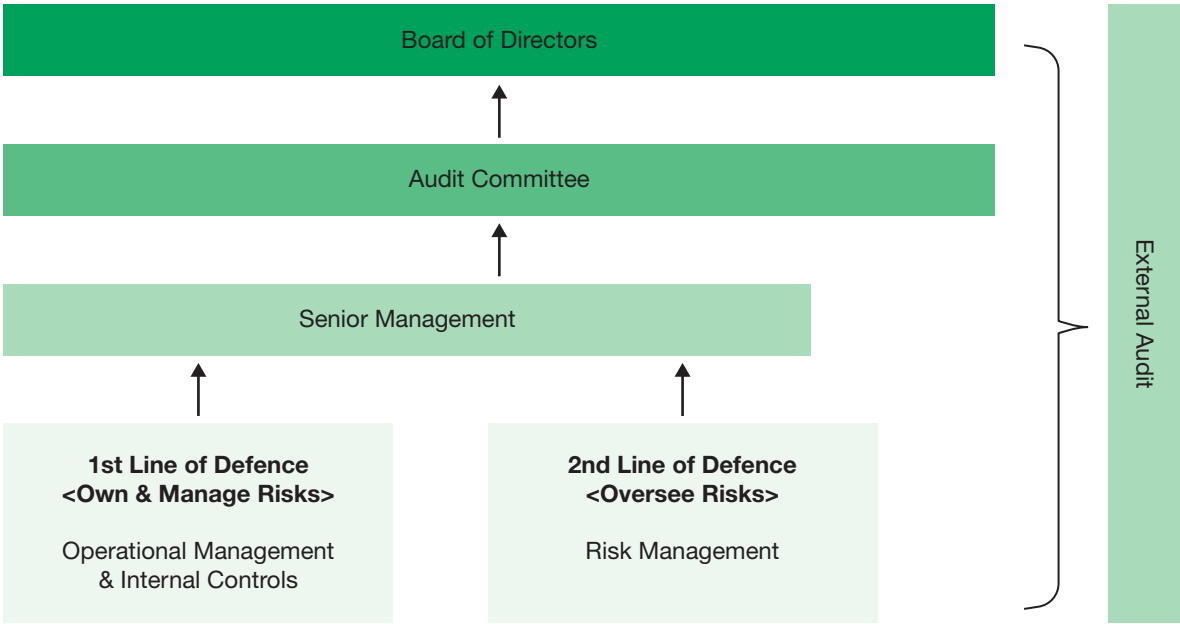 Board of Directors
Audit Committee
Senior Management
1st Line of Defence
<Own & Manage Risks>
Operational Management
& Internal Controls
2nd Line of Defence
<Oversee Risks>
Risk Management
External Audit